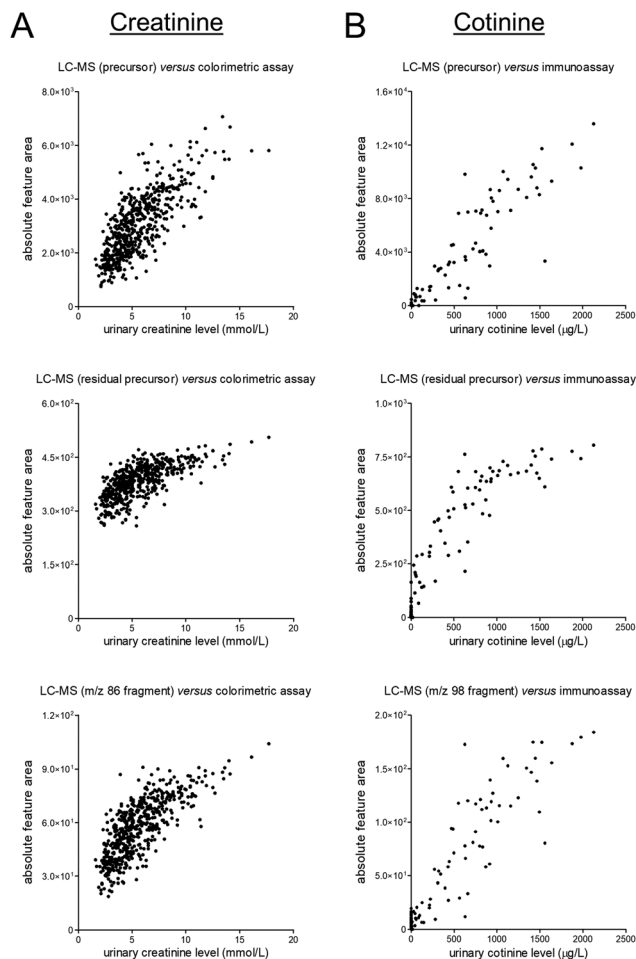 A Creatinine
B Cotinine
LC-MS (precursor) versus colorimetric assay
8.0×10³
6.0×10³
4.0×10³
2.0×10³
0
0 5 10 15 20
absolute feature area
urinary creatinine level (mmol/L)
LC-MS (precursor) versus immunoassay
1.6×10⁴
1.2×10⁴
8.0×10³
4.0×10³
0
0 500 1000 1500 2000 2500
absolute feature area
urinary cotinine level (µg/L)
LC-MS (residual precursor) versus colorimetric assay
6.0×10²
4.5×10²
3.0×10²
1.5×10²
0
0 5 10 15 20
absolute feature area
urinary creatinine level (mmol/L)
LC-MS (residual precursor) versus immunoassay
1.0×10³
7.5×10²
5.0×10²
2.5×10²
0
0 500 1000 1500 2000 2500
absolute feature area
urinary cotinine level (µg/L)
LC-MS (m/z 86 fragment) versus colorimetric assay
1.2×10²
9.0×10¹
6.0×10¹
3.0×10¹
0
0 5 10 15 20
absolute feature area
urinary creatinine level (mmol/L)
LC-MS (m/z 98 fragment) versus immunoassay
2.0×10²
1.5×10²
1.0×10²
5.0×10¹
0
0 500 1000 1500 2000 2500
absolute feature area
urinary cotinine level (µg/L)